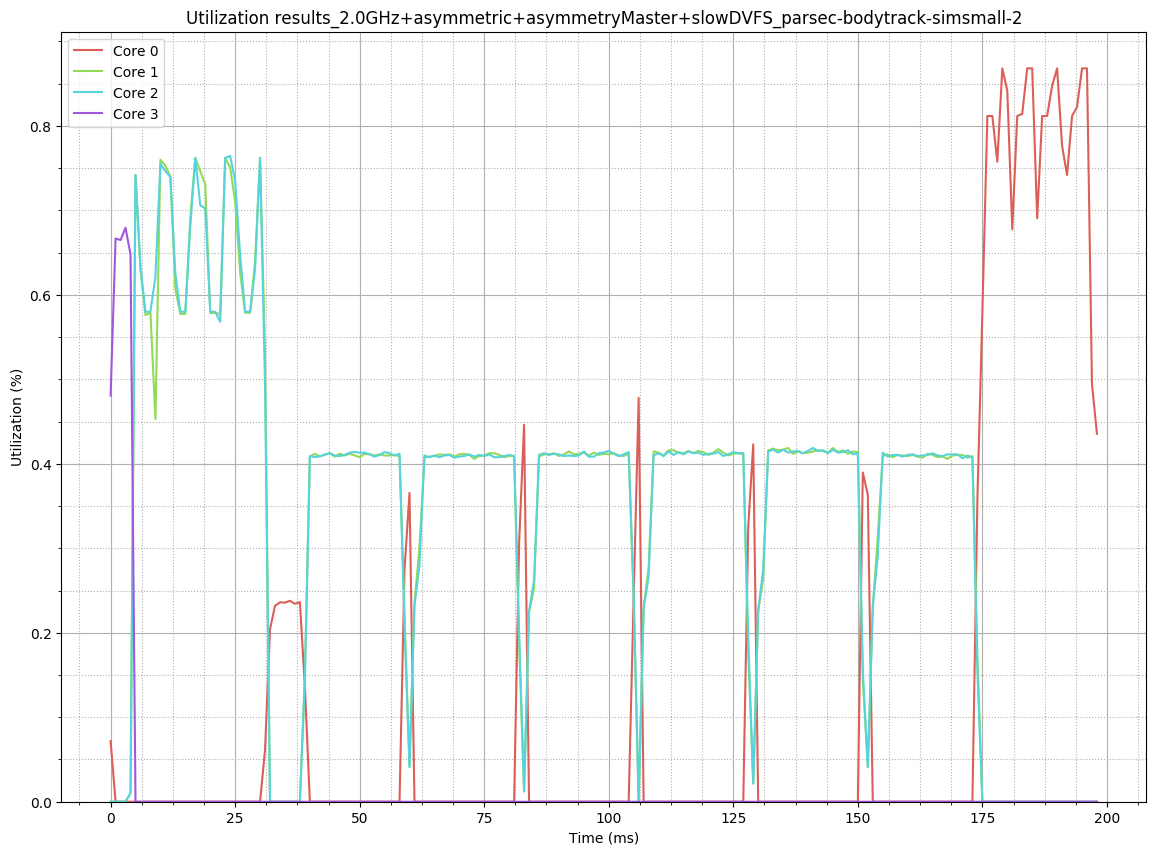 Utilization results_2.0GHz+asymmetric+asymmetryMaster+slowDVFS_parsec-bodytrack-simsmall-2
Core 0
Core 1
Core 2
Core 3
Utilization (%)
0.8
0.6
0.4
0.2
0.0
0
25
50
75
100
125
150
175
200
Time (ms)